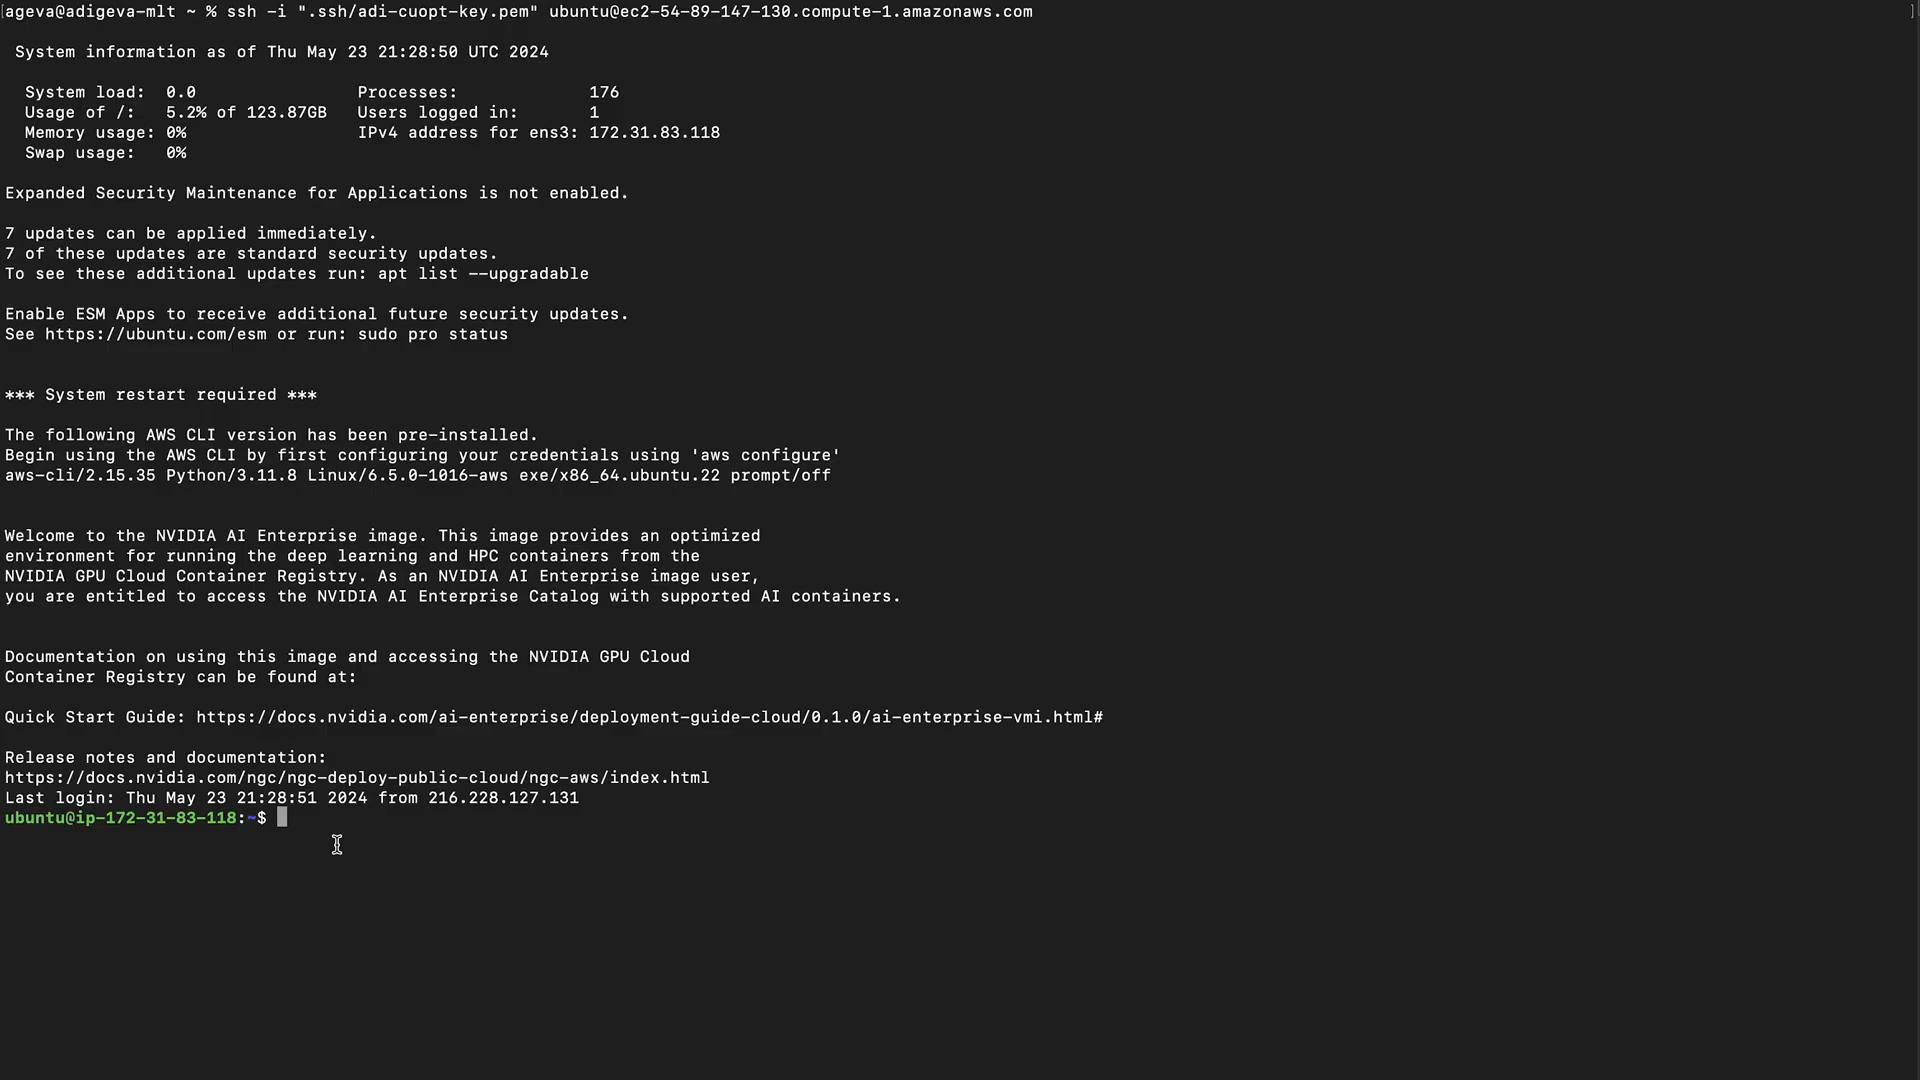 [ageva@adigeva-mlt ~ % ssh -i ".ssh/adi-cuopt-key.pem" ubuntu@ec2-54-89-147-130.compute-1.amazonaws.com ]
System information as of Thu May 23 21:28:50 UTC 2024
System load: 0.0 Processes: 176
Usage of /: 5.2% of 123.87GB Users logged in: 1
Memory usage: 0% IPv4 address for ens3: 172.31.83.118
Swap usage: 0%
Expanded Security Maintenance for Applications is not enabled.
7 updates can be applied immediately.
7 of these updates are standard security updates.
To see these additional updates run: apt list --upgradable
Enable ESM Apps to receive additional future security updates.
See https://ubuntu.com/esm or run: sudo pro status
*** System restart required ***
The following AWS CLI version has been pre-installed.
Begin using the AWS CLI by first configuring your credentials using 'aws configure'
aws-cli/2.15.35 Python/3.11.8 Linux/6.5.0-1016-aws exe/x86_64.ubuntu.22 prompt/off
Welcome to the NVIDIA AI Enterprise image. This image provides an optimized
environment for running the deep learning and HPC containers from the
NVIDIA GPU Cloud Container Registry. As an NVIDIA AI Enterprise image user,
you are entitled to access the NVIDIA AI Enterprise Catalog with supported AI containers.
Documentation on using this image and accessing the NVIDIA GPU Cloud
Container Registry can be found at:
Quick Start Guide: https://docs.nvidia.com/ai-enterprise/deployment-guide-cloud/0.1.0/ai-enterprise-vmi.html#
Release notes and documentation:
https://docs.nvidia.com/ngc/ngc-deploy-public-cloud/ngc-aws/index.html
Last login: Thu May 23 21:28:51 2024 from 216.228.127.131
ubuntu@ip-172-31-83-118:~$